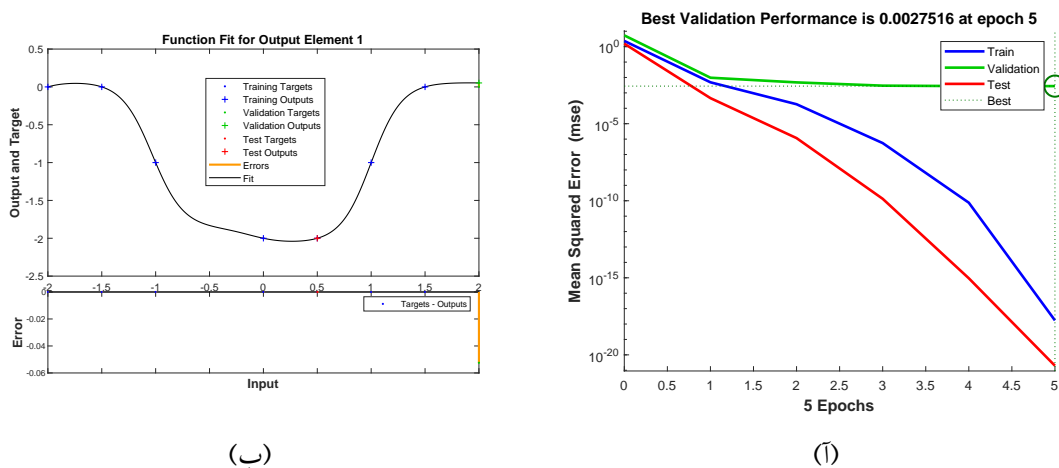 Function Fit for Output Element 1
Output and Target
0.5
0
-0.5
-1
-1.5
-2
-2.5
Training Targets
Training Outputs
Validation Targets
Validation Outputs
Test Targets
Test Outputs
Errors
Fit
-2
-1.5
-1
-0.5
0
0.5
1
1.5
2
Error
0
-0.02
-0.04
-0.06
Targets - Outputs
Input
(ب)
Best Validation Performance is 0.0027516 at epoch 5
Mean Squared Error (mse)
10^0
10^-5
10^-10
10^-15
10^-20
Train
Validation
Test
Best
0
0.5
1
1.5
2
2.5
3
3.5
4
4.5
5
5 Epochs
(آ)